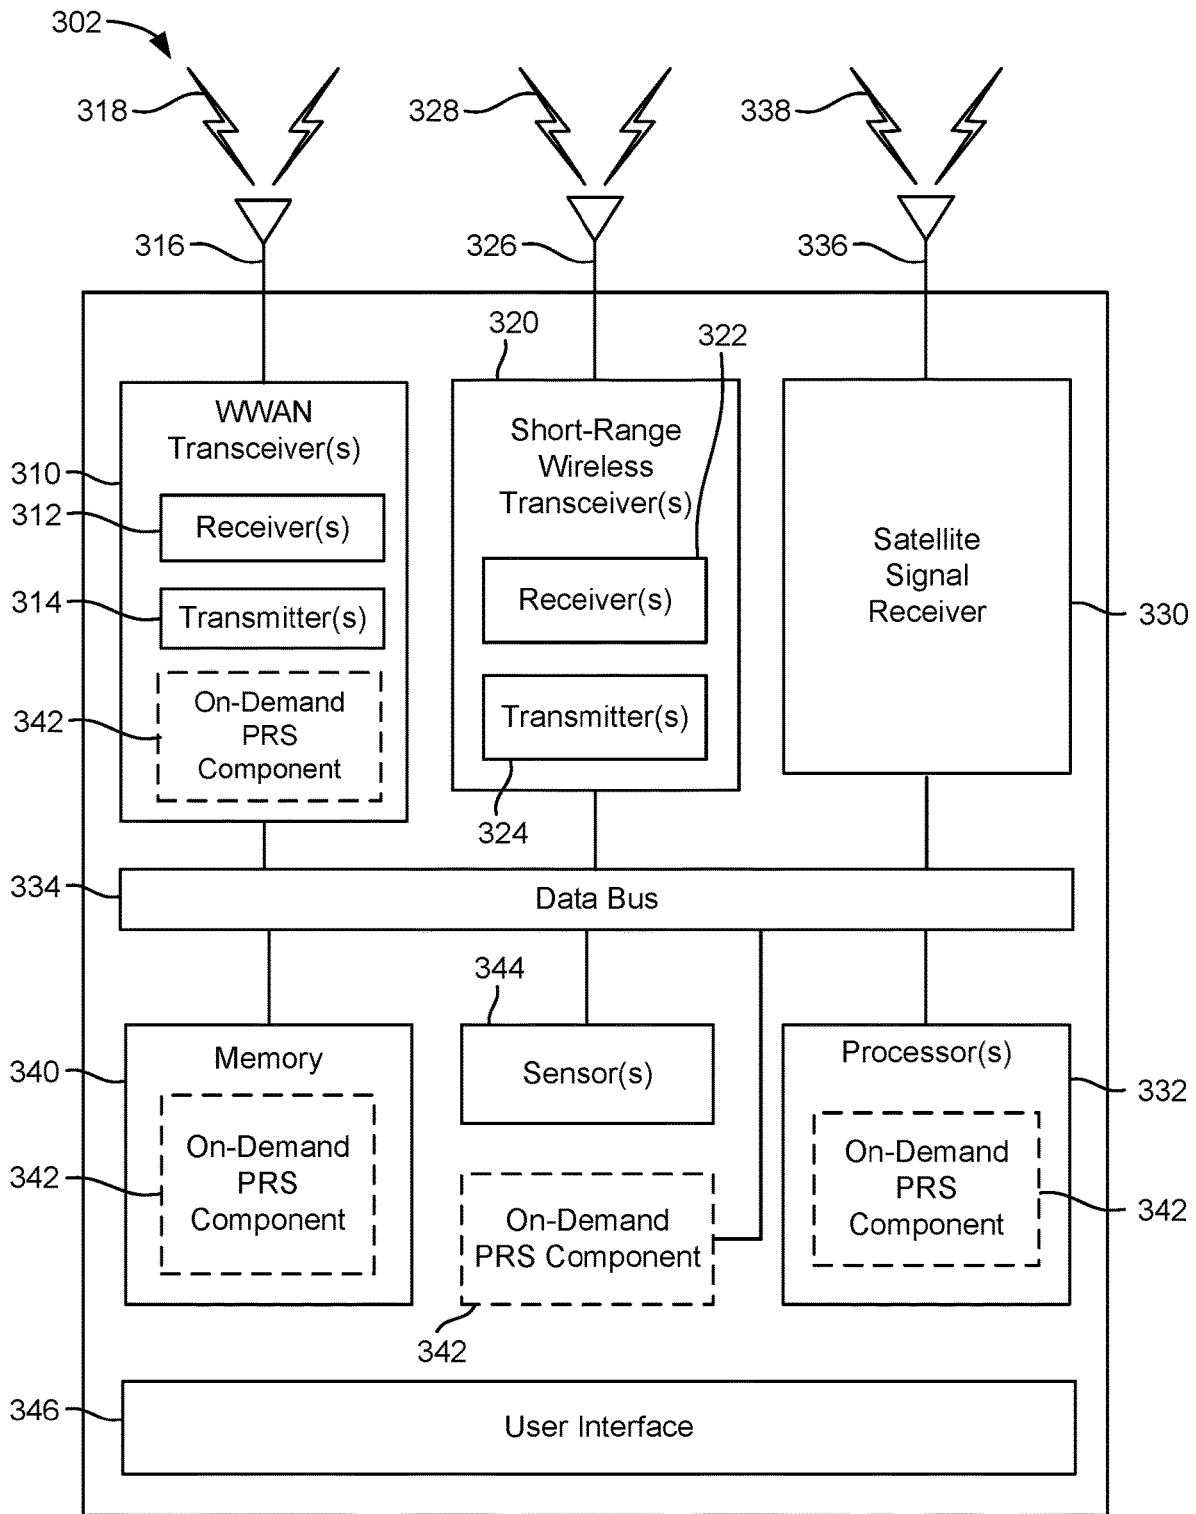 302
318
328
338
316
326
336
320
322
WWAN
Transceiver(s)
310
312
Receiver(s)
314
Transmitter(s)
342
On-Demand
PRS
Component
Short-Range
Wireless
Transceiver(s)
Receiver(s)
Transmitter(s)
324
Satellite
Signal
Receiver
330
334
Data Bus
344
340
Memory
342
On-Demand
PRS
Component
Sensor(s)
On-Demand
PRS Component
342
Processor(s)
332
On-Demand
PRS
Component
342
346
User Interface